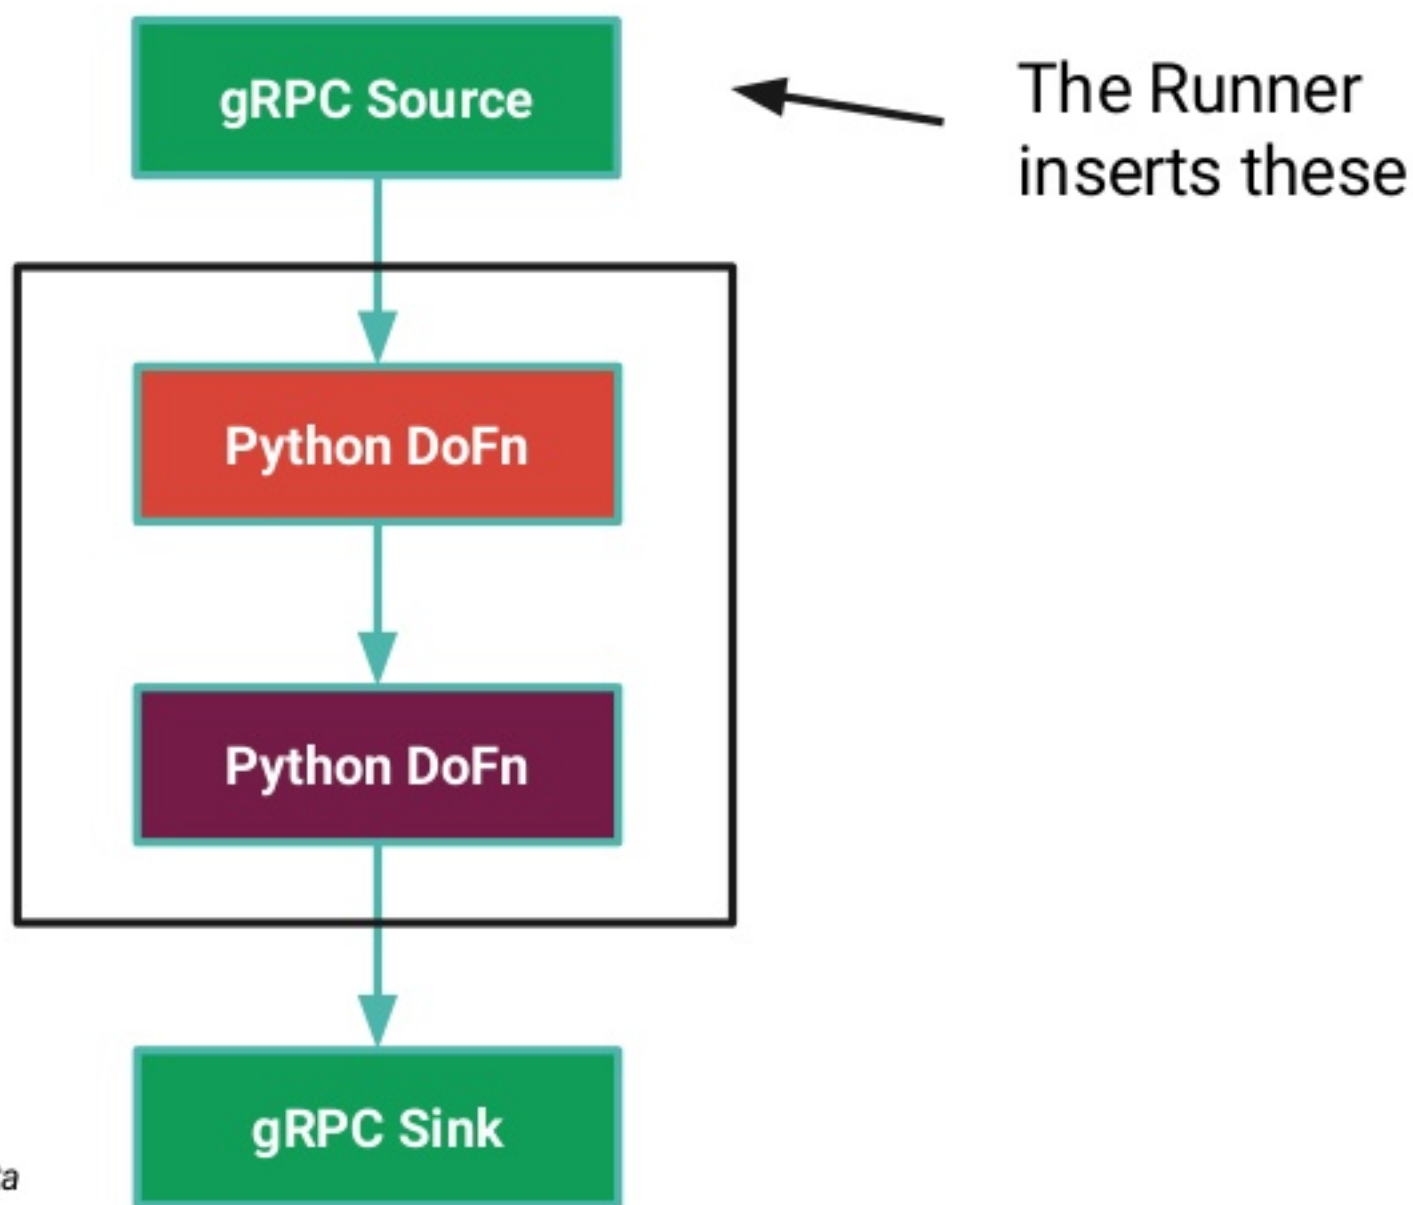 gRPC Source
The Runner
inserts these
Python DoFn
Python DoFn
gRPC Sink